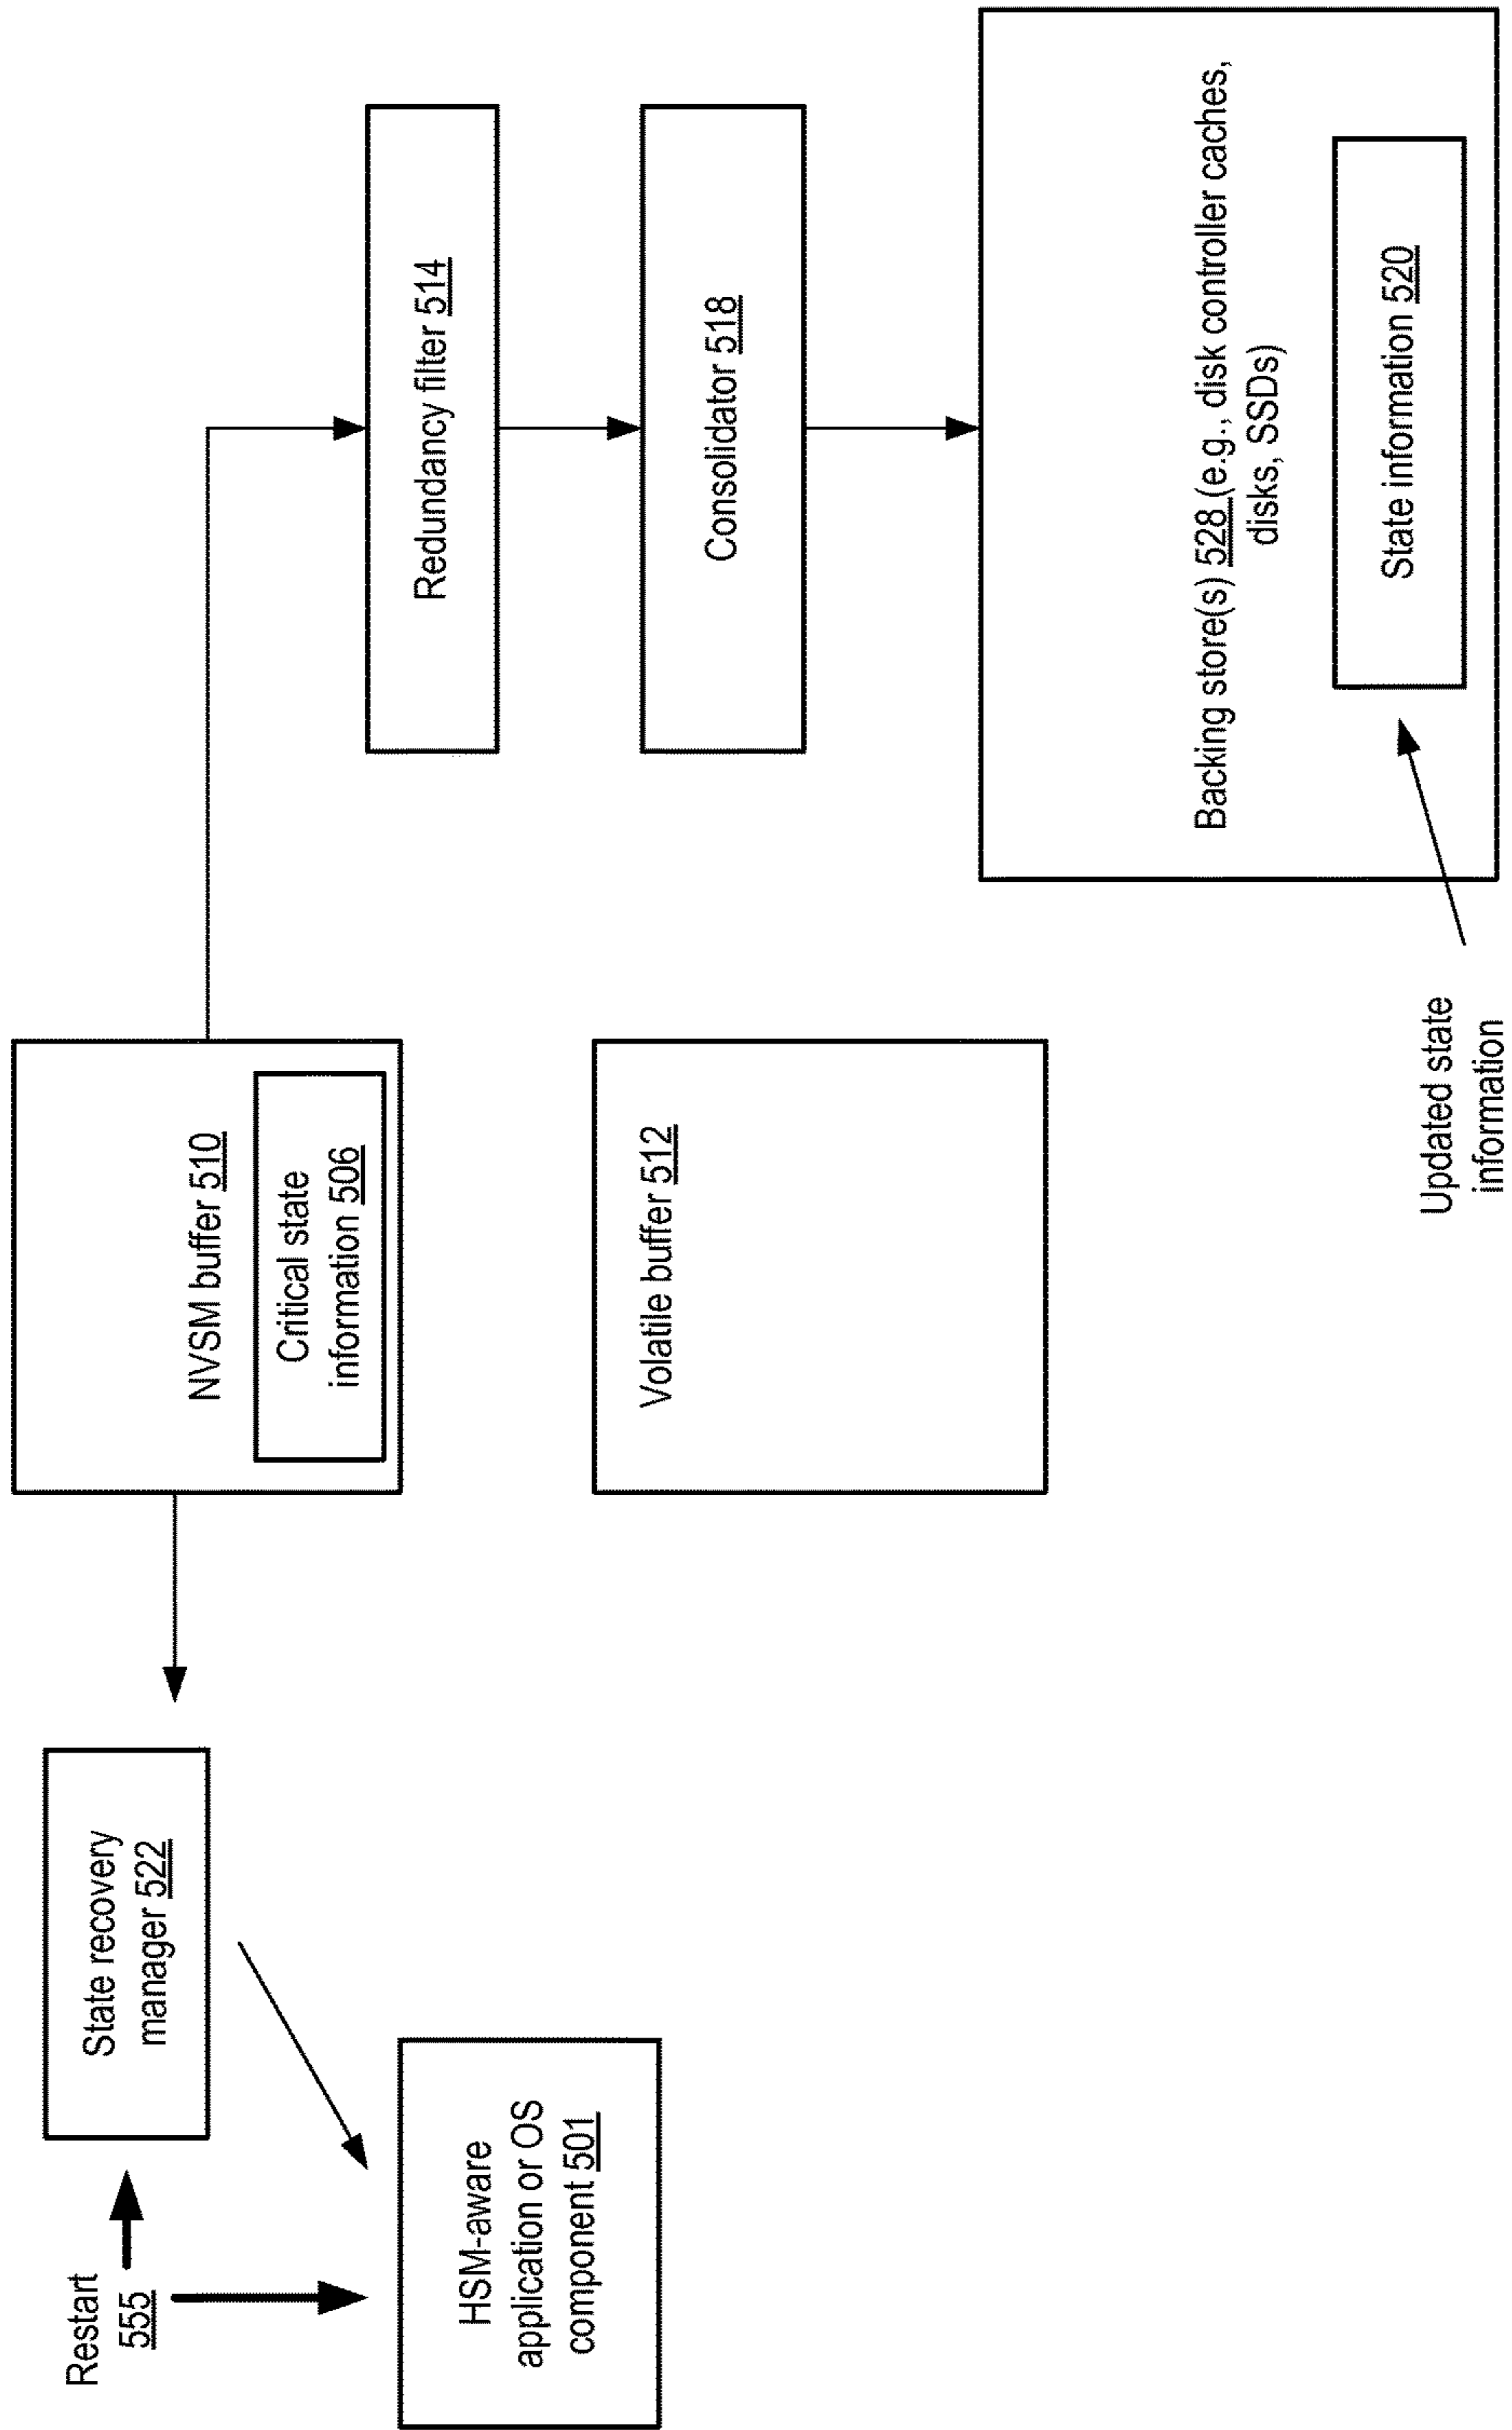 Restart
555
State recovery
manager 522
HSM-aware
application or OS
component 501
NVSM buffer 510
Critical state
information 506
Volatile buffer 512
Redundancy filter 514
Consolidator 518
Backing store(s) 528 (e.g., disk controller caches,
disks, SSDs)
State information 520
Updated state
information